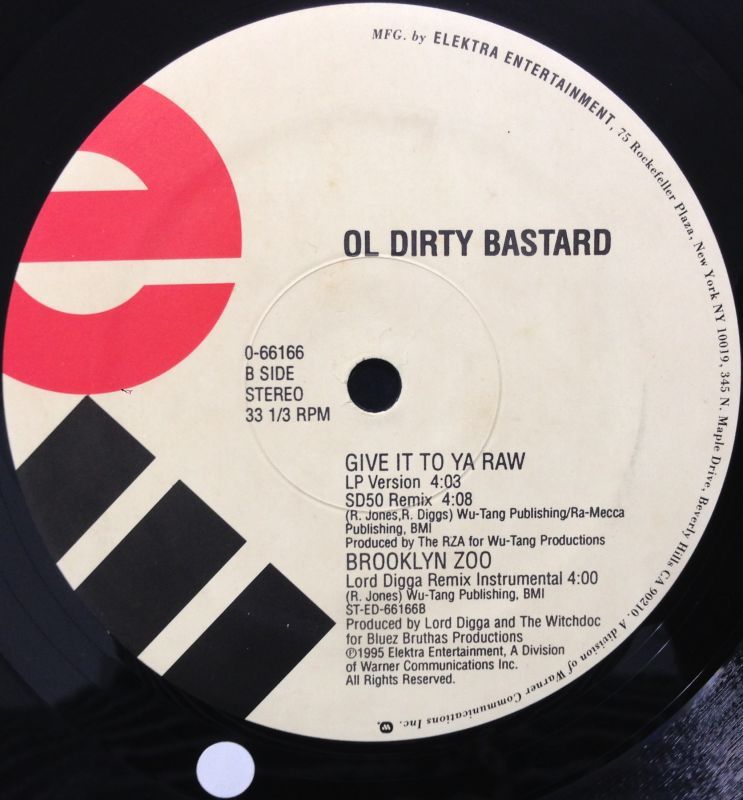 MFG. by ELEKTRA ENTERTAINMENT, 75 Rockefeller Plaza, New York NY 10019, 345 N. Maple Drive, Beverly Hills CA 90210. A division of Warner Communications Inc.
e
OL DIRTY BASTARD
0-66166
B SIDE
STEREO
33 1/3 RPM
GIVE IT TO YA RAW
LP Version 4:03
SD50 Remix 4:08
(R. Jones,R. Diggs) Wu-Tang Publishing/Ra-Mecca
Publishing, BMI
Produced by The RZA for Wu-Tang Productions
BROOKLYN ZOO
Lord Digga Remix Instrumental 4:00
(R. Jones) Wu-Tang Publishing, BMI
ST-ED-66166B
Produced by Lord Digga and The Witchdoc
for Bluez Bruthas Productions
℗1995 Elektra Entertainment, A Division
of Warner Communications Inc.
All Rights Reserved.